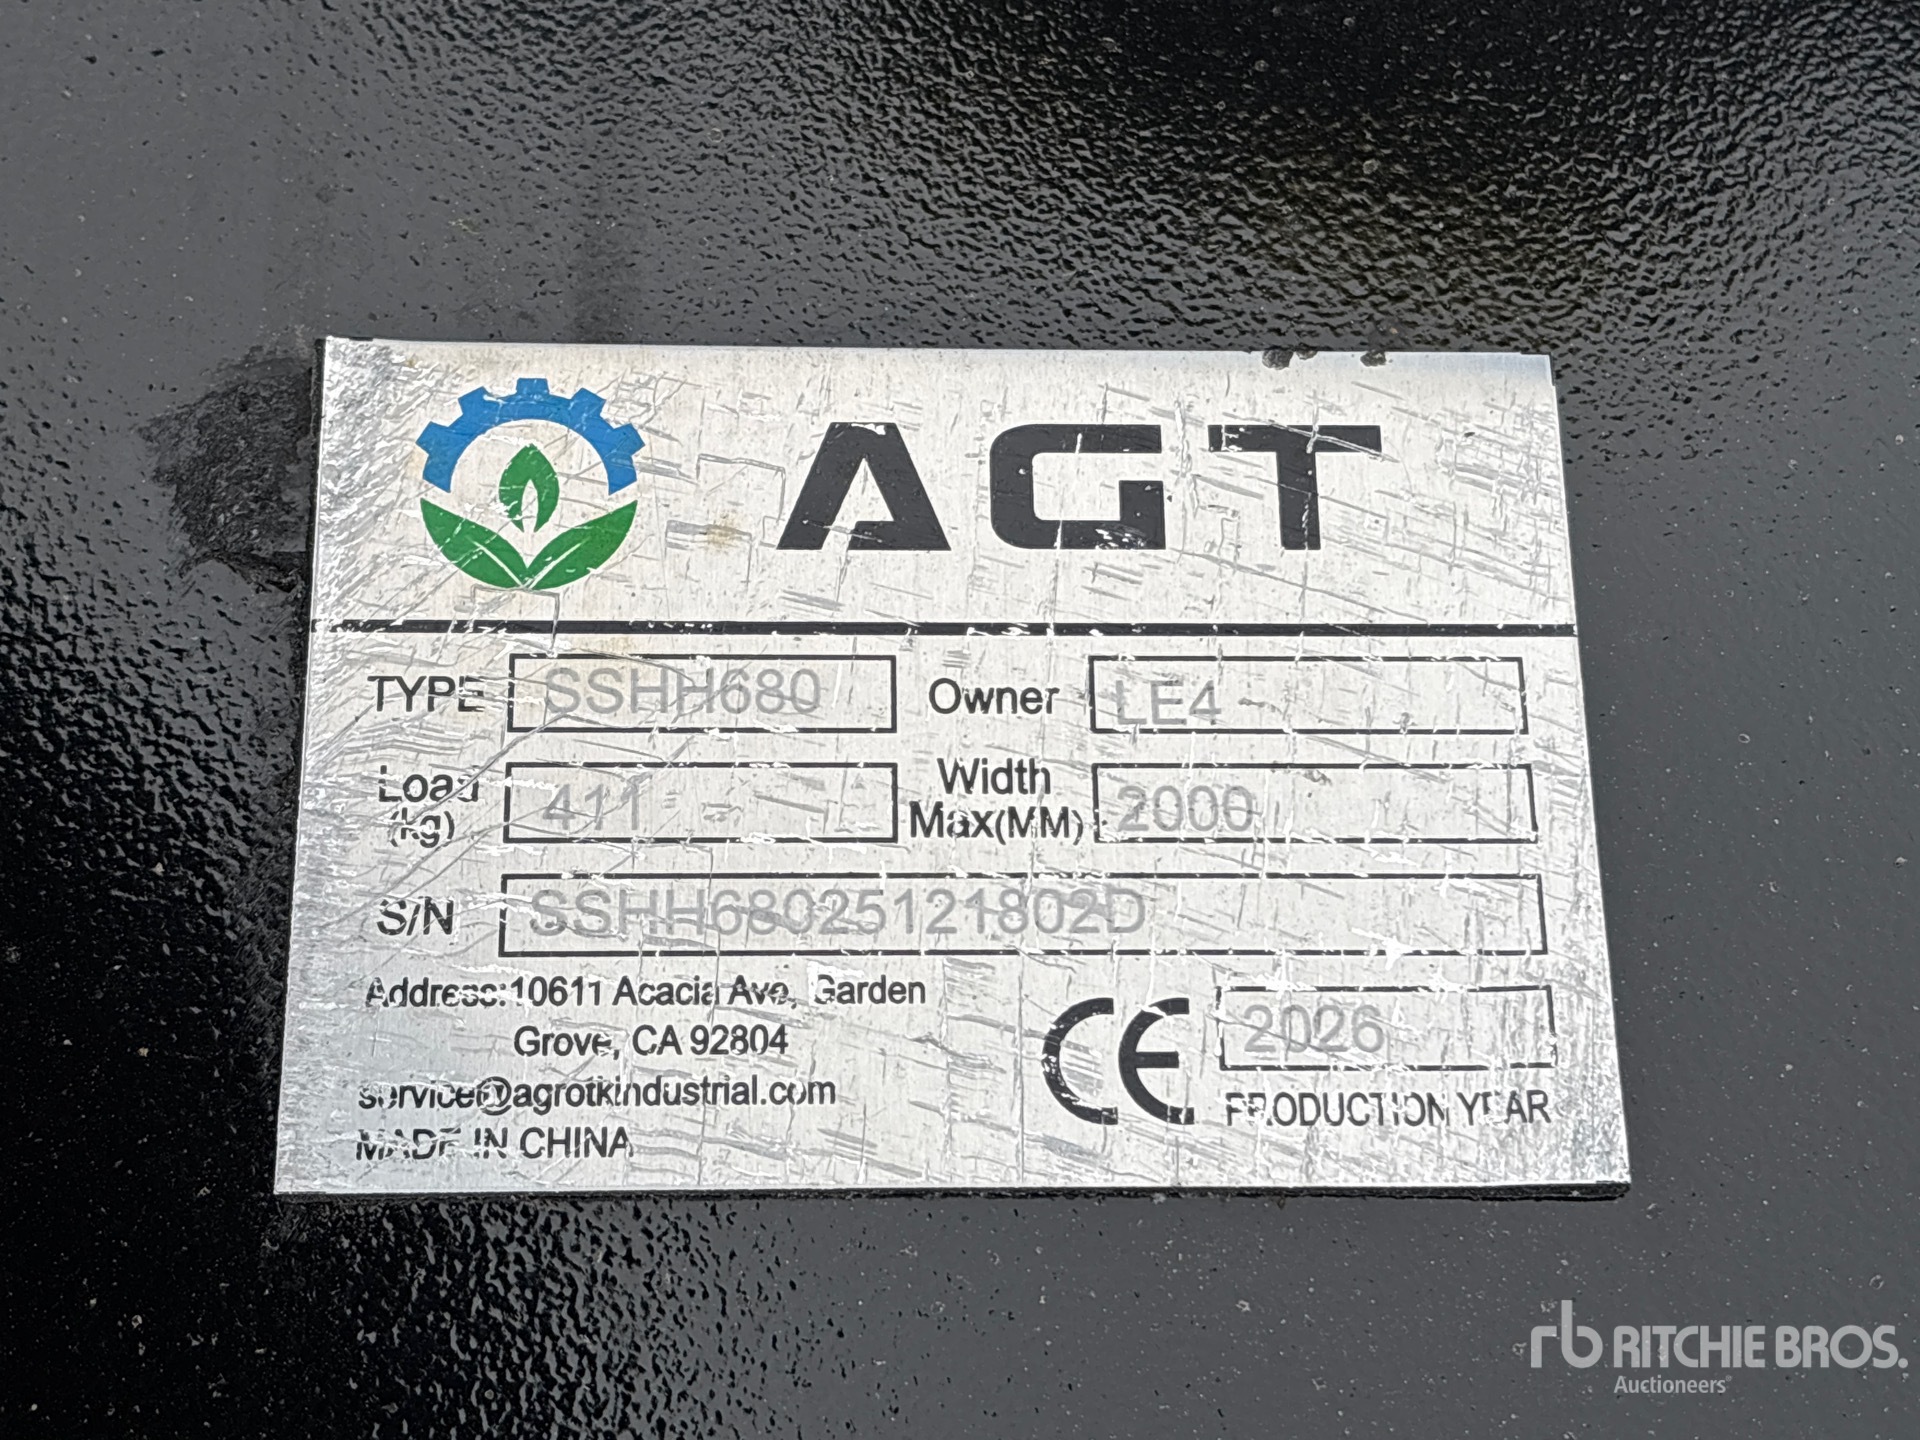 AGT
TYPE SSHH680 Owner LE4
Load (kg) 411 Width Max(MM) 2000
S/N SSHH68025121802D
Address:10611 Acacia Ave, Garden
Grove, CA 92804
service@agrotkindustrial.com
MADE IN CHINA
CE 2026
PRODUCTION YEAR
rb RITCHIE BROS.
Auctioneers